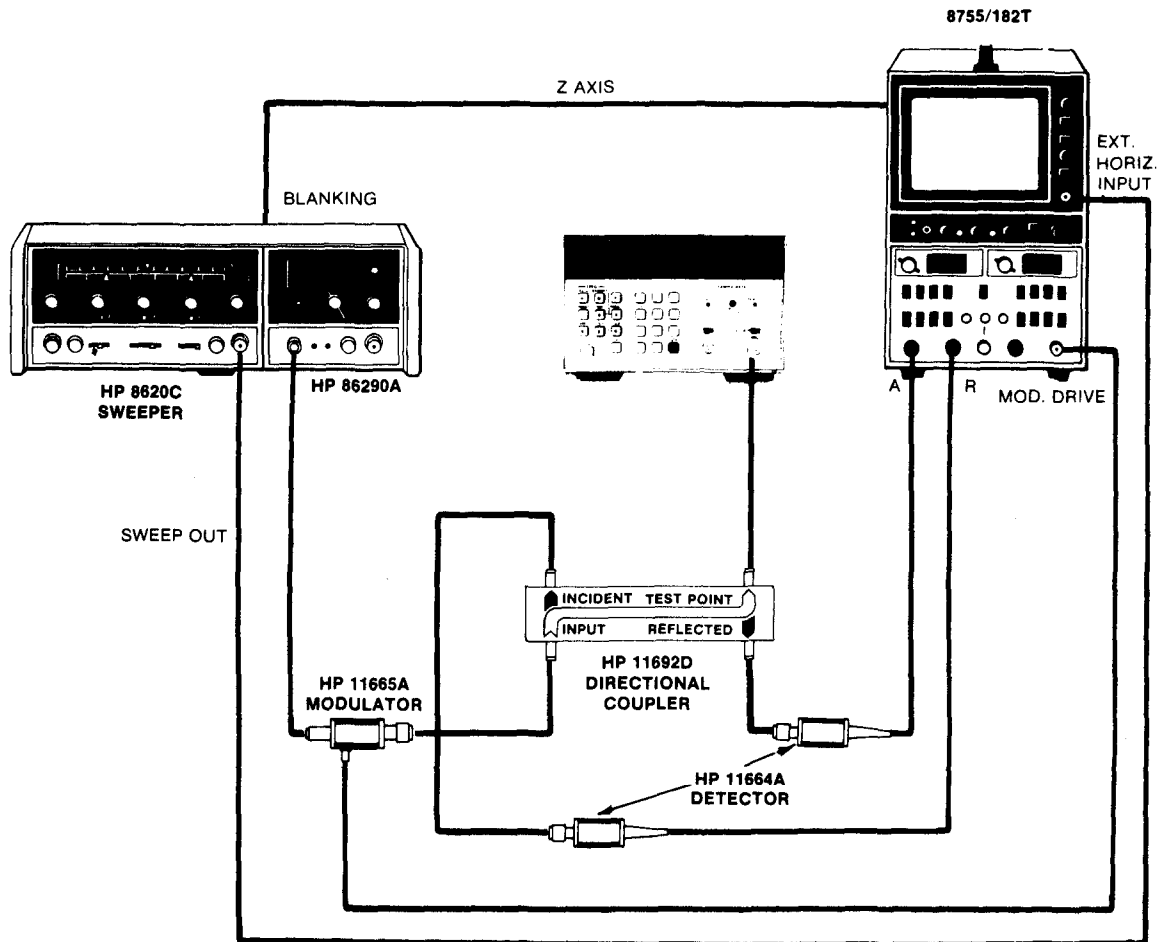 8755/182T
Z AXIS
EXT.
HORIZ.
INPUT
BLANKING
HP 8620C
SWEEPER
HP 86290A
A
R
MOD. DRIVE
SWEEP OUT
INCIDENT TEST POINT
INPUT REFLECTED
HP 11692D
DIRECTIONAL
COUPLER
HP 11665A
MODULATOR
HP 11664A
DETECTOR